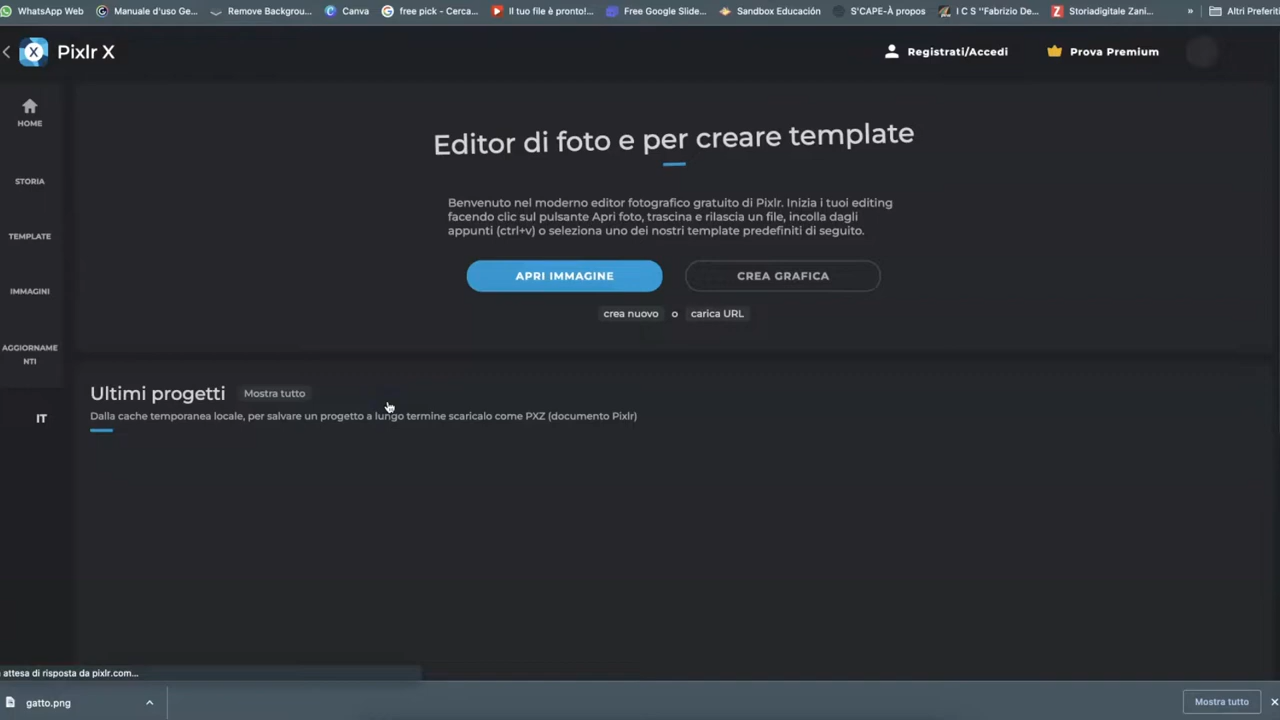 WhatsApp Web
Manuale d'uso Ge...
Remove Backgrou...
Canva
free pick - Cerca...
Il tuo file è pronto!...
Free Google Slide...
Sandbox Educación
S'CAPE-À propos
I C S "Fabrizio De...
Storiadigitale Zani...
»
Altri Preferiti
Pixlr X
Registrati/Accedi
Prova Premium
HOME
STORIA
TEMPLATE
IMMAGINI
AGGIORNAME
NTI
IT
Editor di foto e per creare template
Benvenuto nel moderno editor fotografico gratuito di Pixlr. Inizia i tuoi editing
facendo clic sul pulsante Apri foto, trascina e rilascia un file, incolla dagli
appunti (ctrl+v) o seleziona uno dei nostri template predefiniti di seguito.
APRI IMMAGINE
CREA GRAFICA
crea nuovo o carica URL
Ultimi progetti
Mostra tutto
Dalla cache temporanea locale, per salvare un progetto a lungo termine scaricalo come PXZ (documento Pixlr)
attesa di risposta da pixlr.com...
gatto.png
Mostra tutto